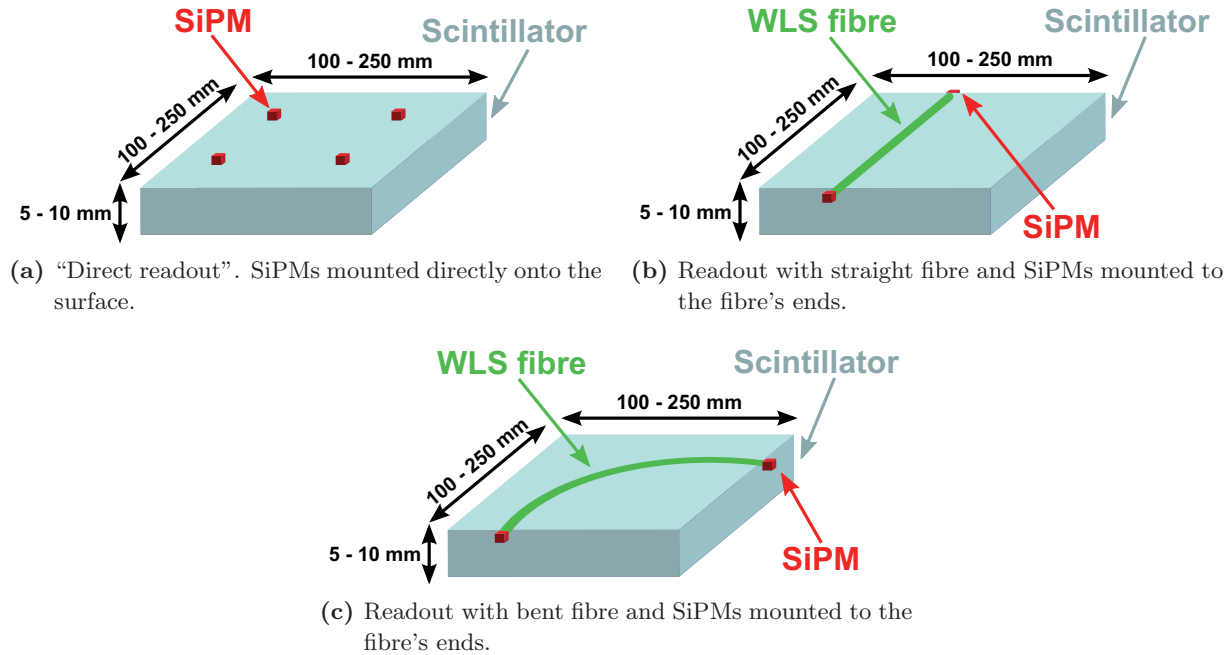 SiPM
Scintillator
100 - 250 mm
100 - 250 mm
5 - 10 mm
(a) “Direct readout”. SiPMs mounted directly onto the
surface.
WLS fibre
Scintillator
100 - 250 mm
100 - 250 mm
5 - 10 mm
SiPM
(b) Readout with straight fibre and SiPMs mounted to
the fibre’s ends.
WLS fibre
Scintillator
100 - 250 mm
100 - 250 mm
5 - 10 mm
SiPM
(c) Readout with bent fibre and SiPMs mounted to the
fibre’s ends.